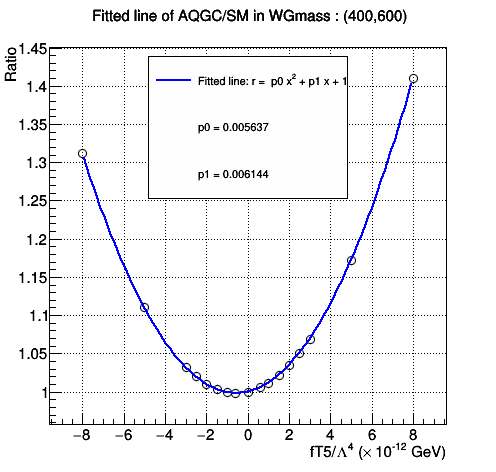 Fitted line of AQGC/SM in WGmass : (400,600)
Ratio
1.45
1.4
1.35
1.3
1.25
1.2
1.15
1.1
1.05
1
Fitted line: r = p0 x² + p1 x + 1
p0 = 0.005637
p1 = 0.006144
−8 −6 −4 −2 0 2 4 6 8
fT5/Λ⁴ (× 10⁻¹² GeV)